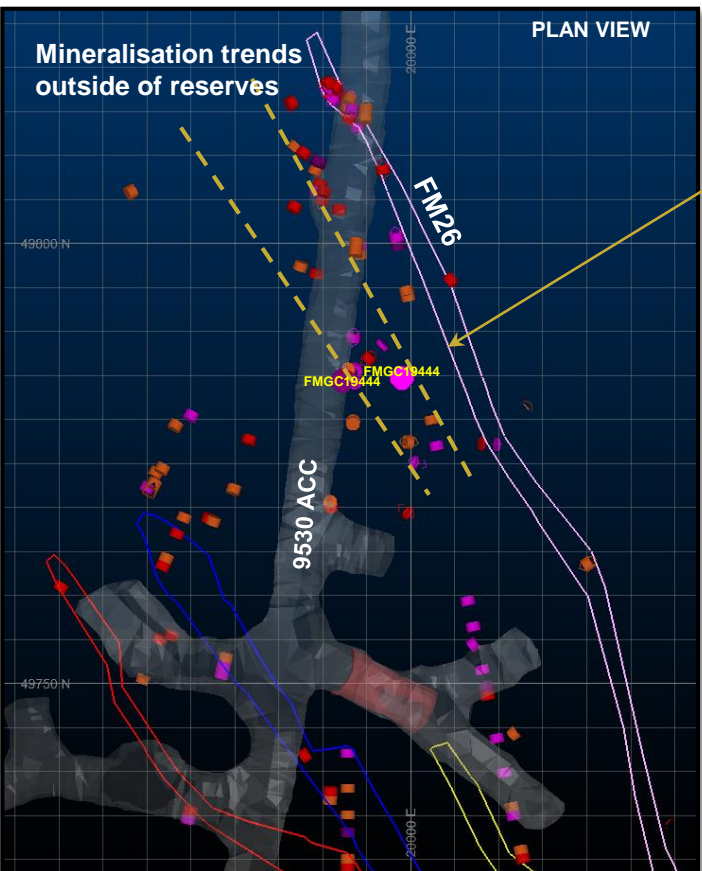 PLAN VIEW
Mineralisation trends
outside of reserves
20000 E
FM26
49800 N
FMGC19444
FMGC19444
9530 ACC
49750 N
20000 E